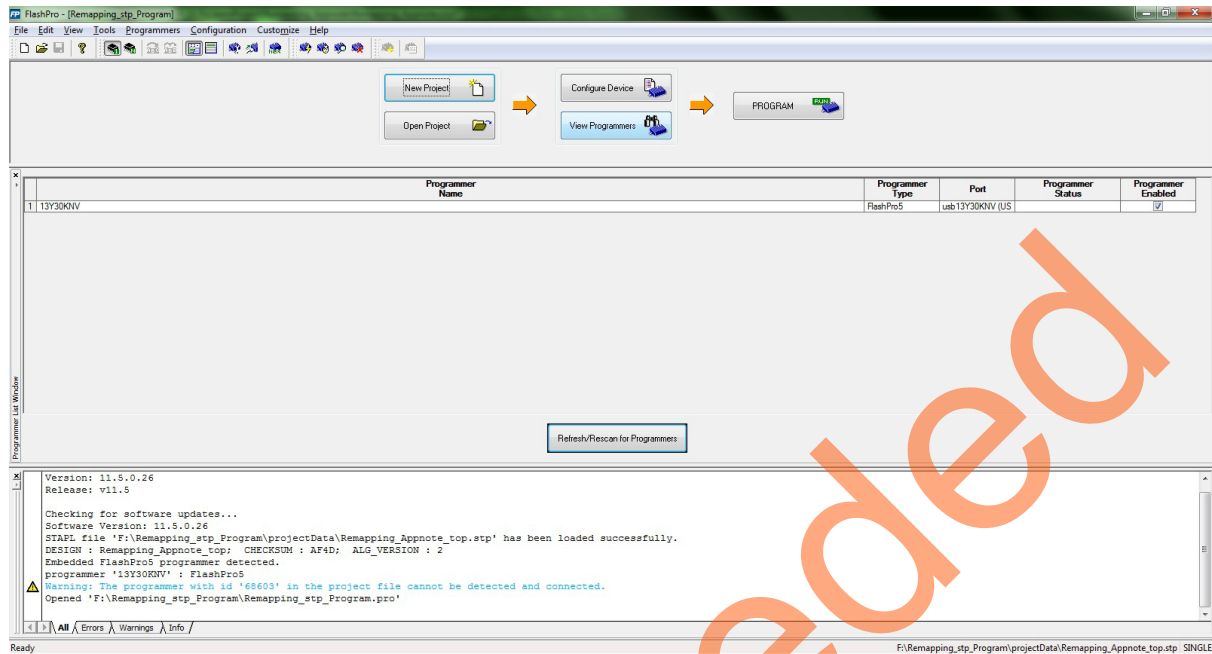 FP FlashPro - [Remapping_stp_Program]
File Edit View Tools Programmers Configuration Customize Help
New Project
Configure Device
PROGRAM
RUN
Open Project
View Programmers
Programmer Name
Programmer Type
Port
Programmer Status
Programmer Enabled
1 13Y30KNV FlashPro5 usb13Y30KNV (US
Programmer List Window
Refresh/Rescan for Programmers
Version: 11.5.0.26
Release: v11.5
Checking for software updates...
Software Version: 11.5.0.26
STAPL file 'F:\Remapping_stp_Program\projectData\Remapping_Appnote_top.stp' has been loaded successfully.
DESIGN : Remapping_Appnote_top; CHECKSUM : AF4D; ALG_VERSION : 2
Embedded FlashPro5 programmer detected.
programmer '13Y30KNV' : FlashPro5
Warning: The programmer with id '68603' in the project file cannot be detected and connected.
Opened 'F:\Remapping_stp_Program\Remapping_stp_Program.pro'
All Errors Warnings Info
Ready
F:\Remapping_stp_Program\projectData\Remapping_Appnote_top.stp SINGLE
ded